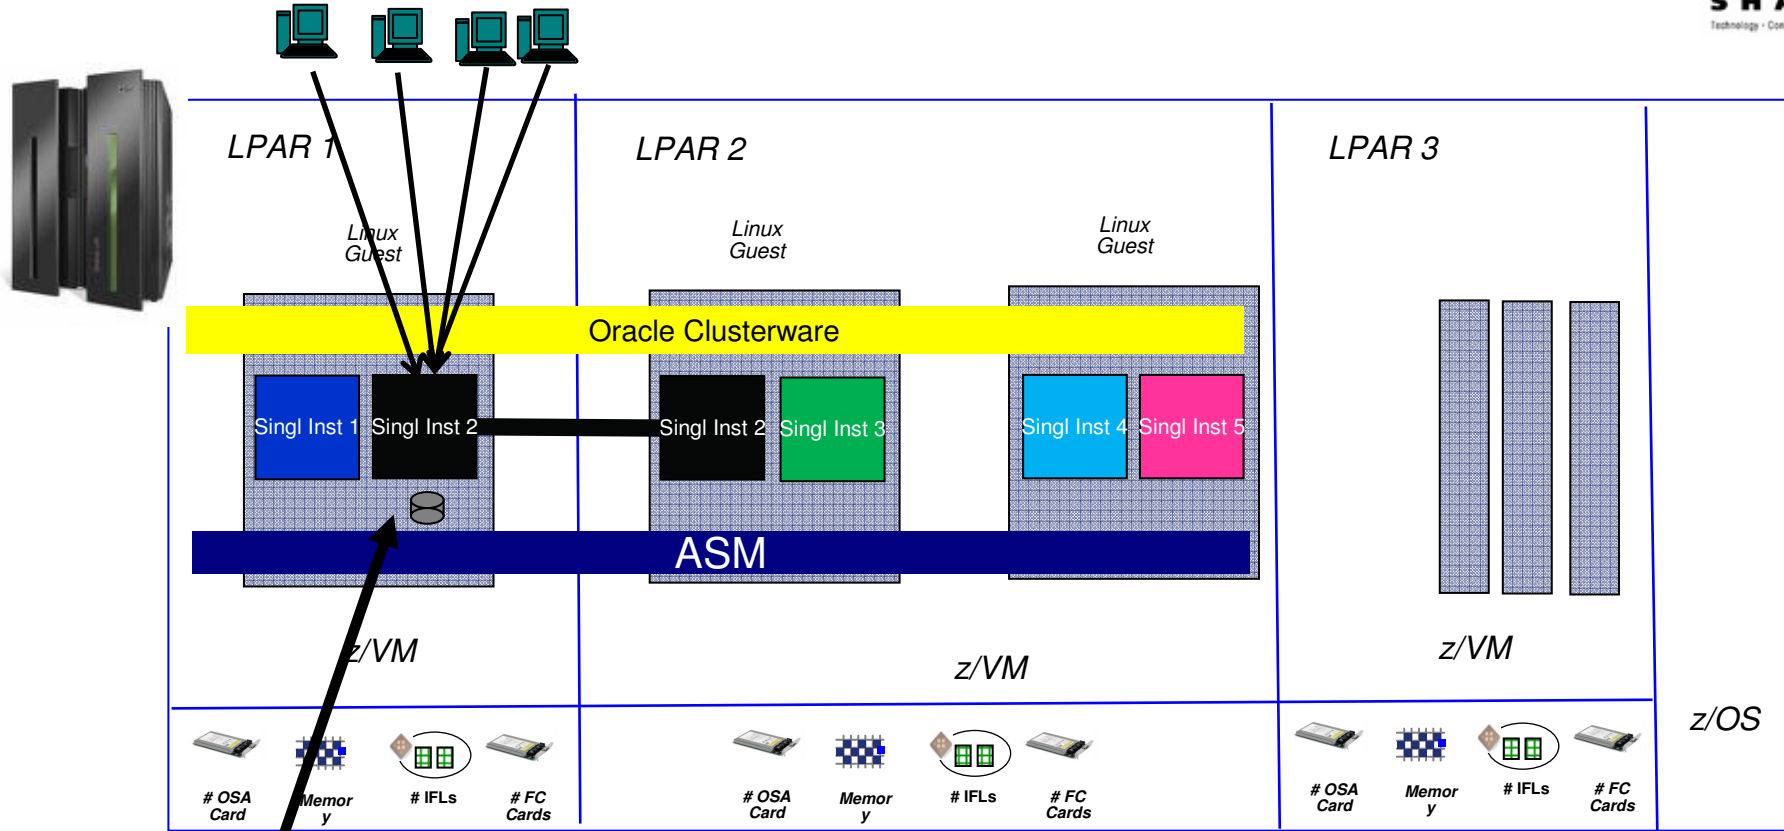 LPAR 1
LPAR 2
LPAR 3
Linux
Guest
Linux
Guest
Linux
Guest
Oracle Clusterware
Singl Inst 1
Singl Inst 2
Singl Inst 2
Singl Inst 3
Singl Inst 4
Singl Inst 5
ASM
z/VM
z/VM
z/VM
z/OS
# OSA
Card
Memor
y
# IFLs
# FC
Cards
# OSA
Card
Memor
y
# IFLs
# FC
Cards
# OSA
Card
Memor
y
# IFLs
# FC
Cards